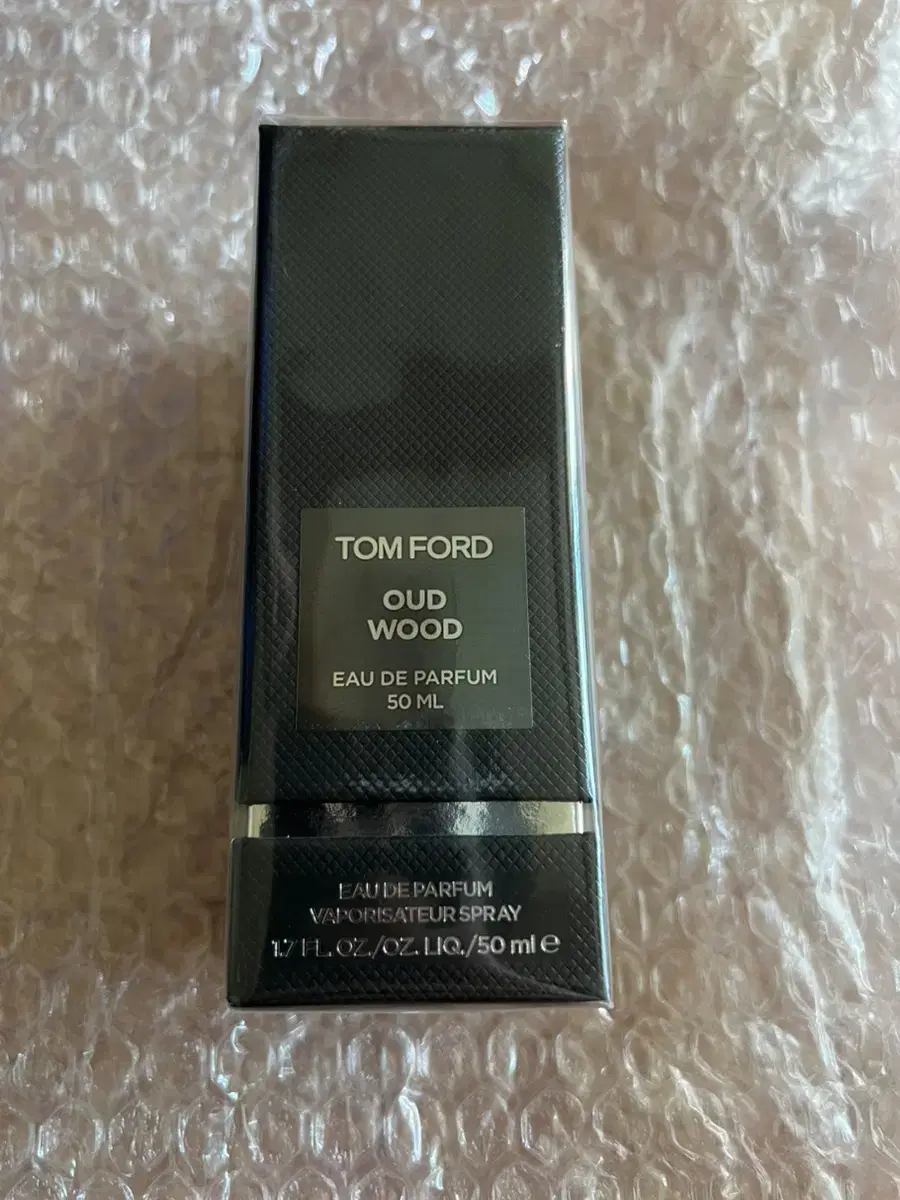 TOM FORD
OUD
WOOD
EAU DE PARFUM
50 ML
EAU DE PARFUM
VAPORISATEUR SPRAY
1.7 FL. OZ./OZ. LIQ./50 ml ℮